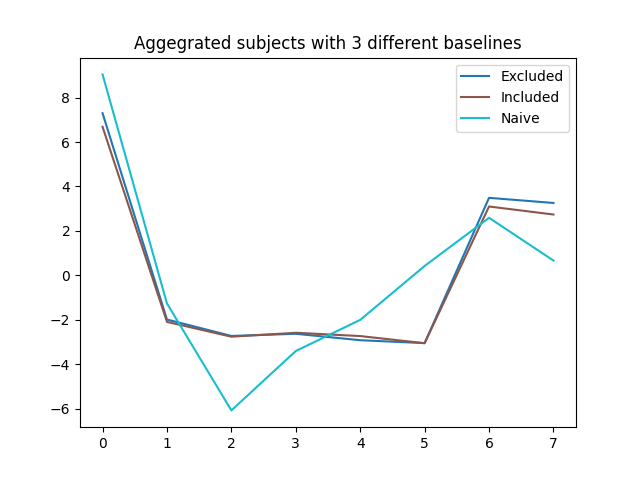 Aggegrated subjects with 3 different baselines
Excluded
Included
Naive
8
6
4
2
0
−2
−4
−6
0 1 2 3 4 5 6 7